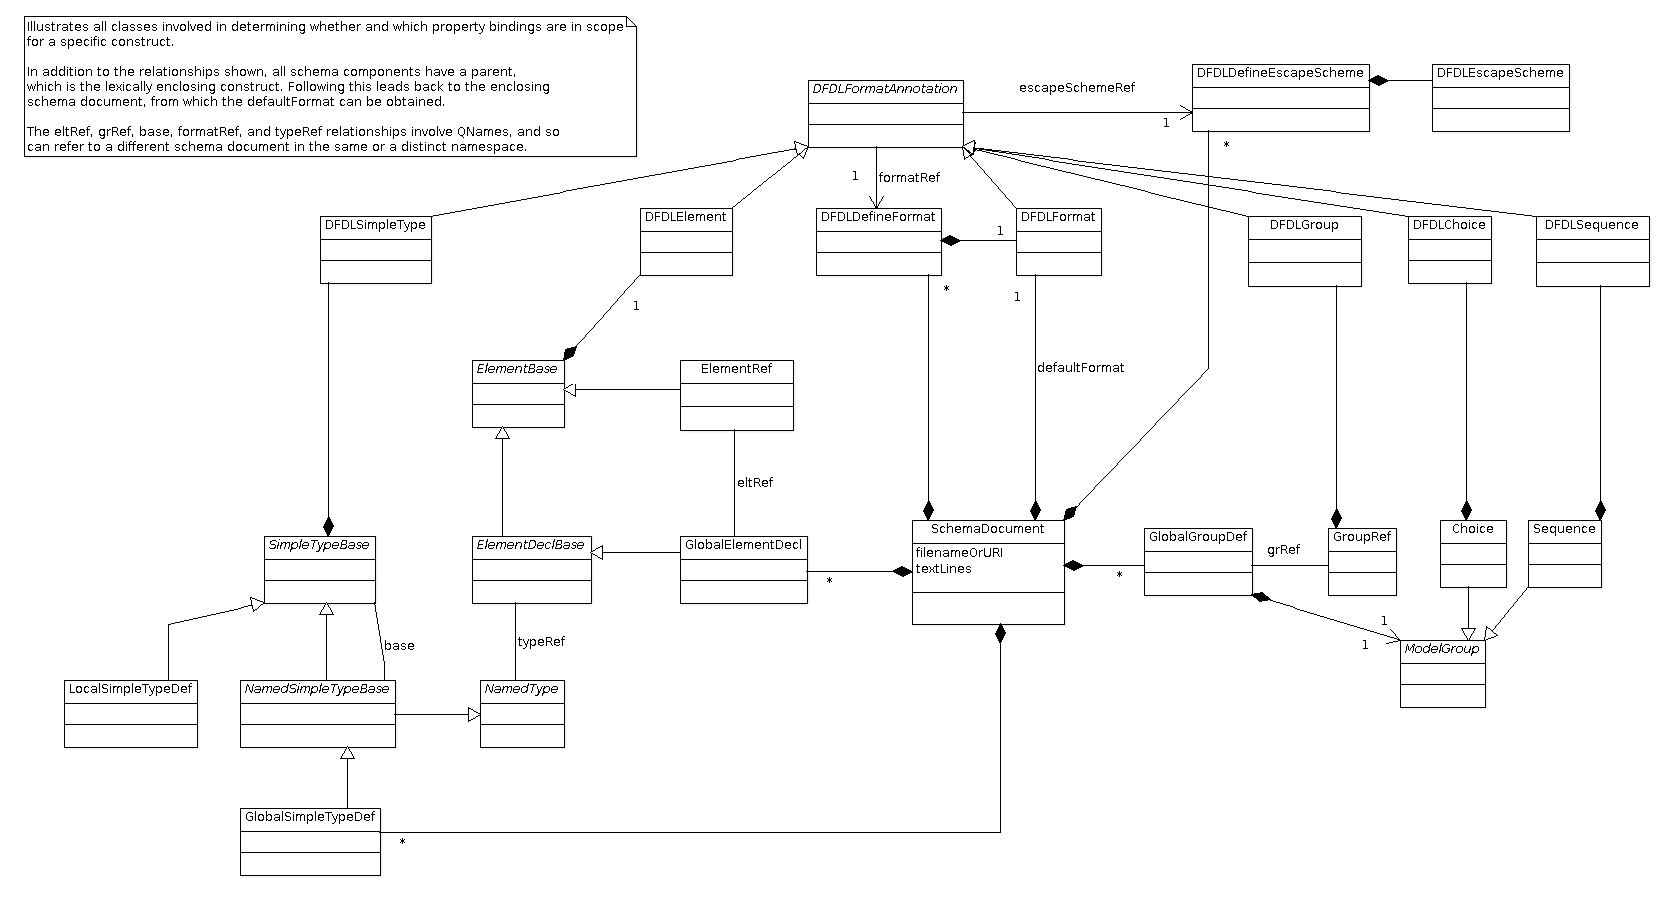 Illustrates all classes involved in determining whether and which property bindings are in scope
for a specific construct.
In addition to the relationships shown, all schema components have a parent,
which is the lexically enclosing construct. Following this leads back to the enclosing
schema document, from which the defaultFormat can be obtained.
The eltRef, grRef, base, formatRef, and typeRef relationships involve QNames, and so
can refer to a different schema document in the same or a distinct namespace.
DFDLFormatAnnotation
escapeSchemeRef
1
DFDLDefineEscapeScheme
DFDLEscapeScheme
*
1
formatRef
DFDLSimpleType
DFDLElement
DFDLDefineFormat
1
DFDLFormat
DFDLGroup
DFDLChoice
DFDLSequence
1
*
1
defaultFormat
ElementBase
ElementRef
eltRef
SimpleTypeBase
ElementDeclBase
GlobalElementDecl
*
SchemaDocument
filenameOrURI
textLines
*
GlobalGroupDef
grRef
GroupRef
Choice
Sequence
base
typeRef
1
1
ModelGroup
LocalSimpleTypeDef
NamedSimpleTypeBase
NamedType
GlobalSimpleTypeDef
*